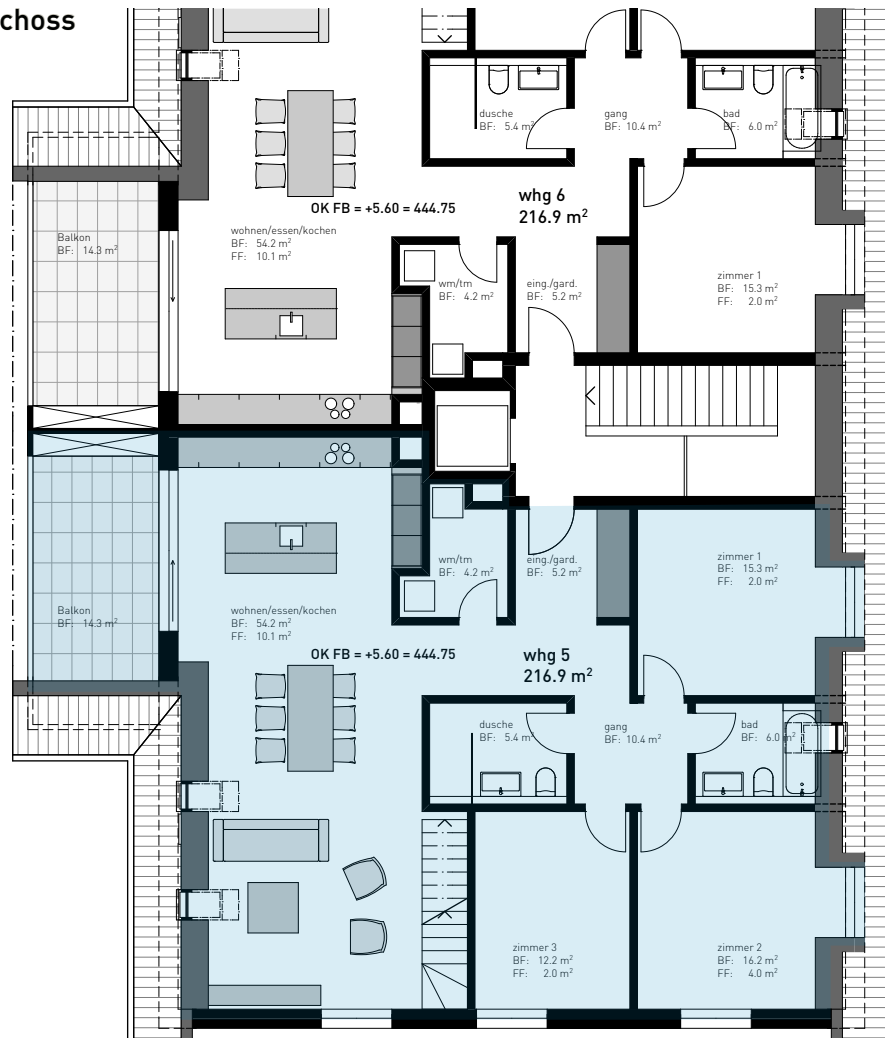 choss
dusche
BF: 5.4 m²
gang
BF: 10.4 m²
bad
BF: 6.0 m²
whg 6
216.9 m²
OK FB = +5.60 = 444.75
Balkon
BF: 14.3 m²
wohnen/essen/kochen
BF: 54.2 m²
FF: 10.1 m²
wm/tm
BF: 4.2 m²
eing./gard.
BF: 5.2 m²
zimmer 1
BF: 15.3 m²
FF: 2.0 m²
wm/tm
BF: 4.2 m²
eing./gard.
BF: 5.2 m²
zimmer 1
BF: 15.3 m²
FF: 2.0 m²
Balkon
BF: 14.3 m²
wohnen/essen/kochen
BF: 54.2 m²
FF: 10.1 m²
OK FB = +5.60 = 444.75
whg 5
216.9 m²
dusche
BF: 5.4 m²
gang
BF: 10.4 m²
bad
BF: 6.0 m²
zimmer 3
BF: 12.2 m²
FF: 2.0 m²
zimmer 2
BF: 16.2 m²
FF: 4.0 m²